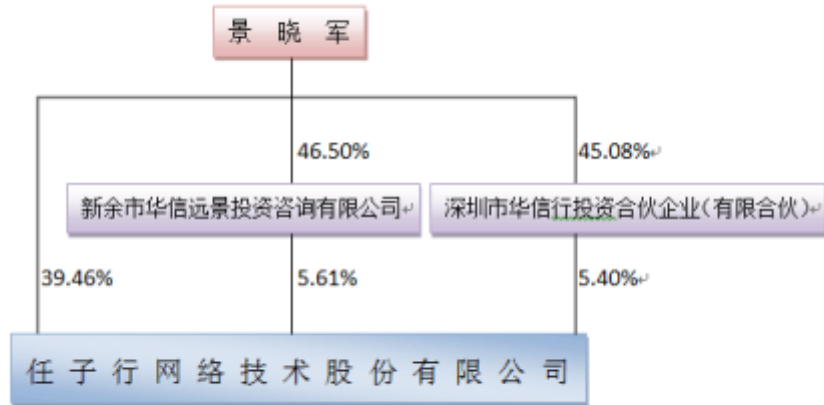 景 晓 军
46.50%
45.08%
新余市华信远景投资咨询有限公司
深圳市华信行投资合伙企业(有限合伙)
39.46%
5.61%
5.40%
任 子 行 网 络 技 术 股 份 有 限 公 司